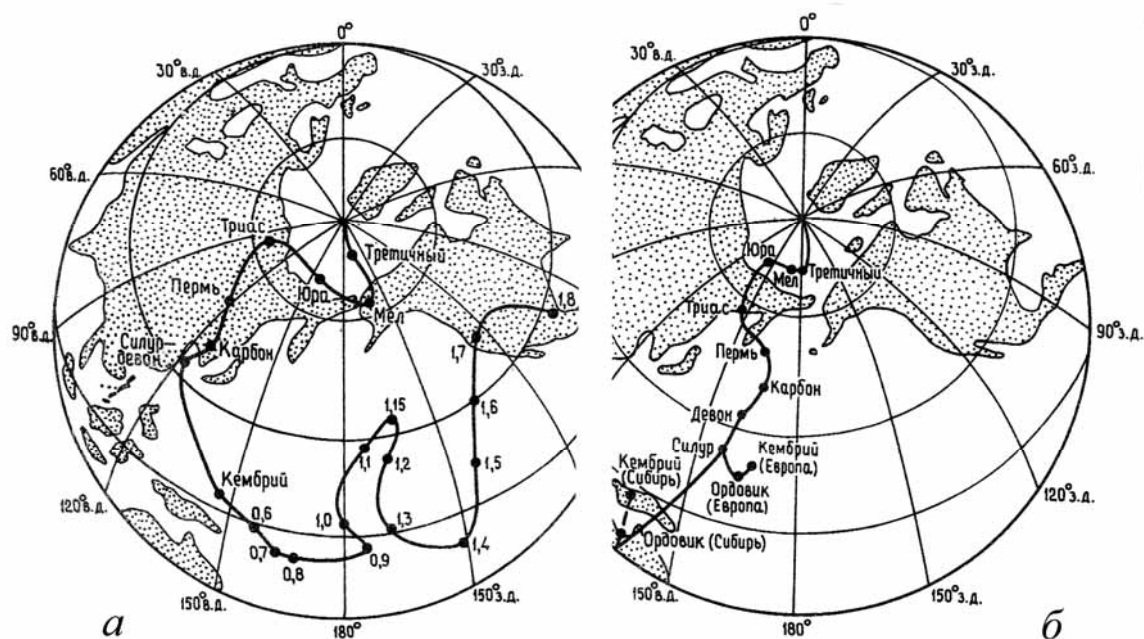 0°
30° в.д.
30° з.д.
60° в.д.
90° в.д.
120° в.д.
150° в.д.
180°
150° з.д.
Триас
Третичный
Пермь
Юра
Мел
Силур-
девон
Карбон
Кембрий
0,6
0,7
0,8
0,9
1,0
1,1
1,15
1,2
1,3
1,4
1,5
1,6
1,7
1,8
а
0°
30° з.д.
60° з.д.
90° з.д.
120° з.д.
150° з.д.
180°
Юра
Мел
Третичный
Триас
Пермь
Карбон
Девон
Силур
Кембрий
(Европа)
Кембрий
(Сибирь)
Ордовик
(Европа)
Ордовик (Сибирь)
150° в.д.
б